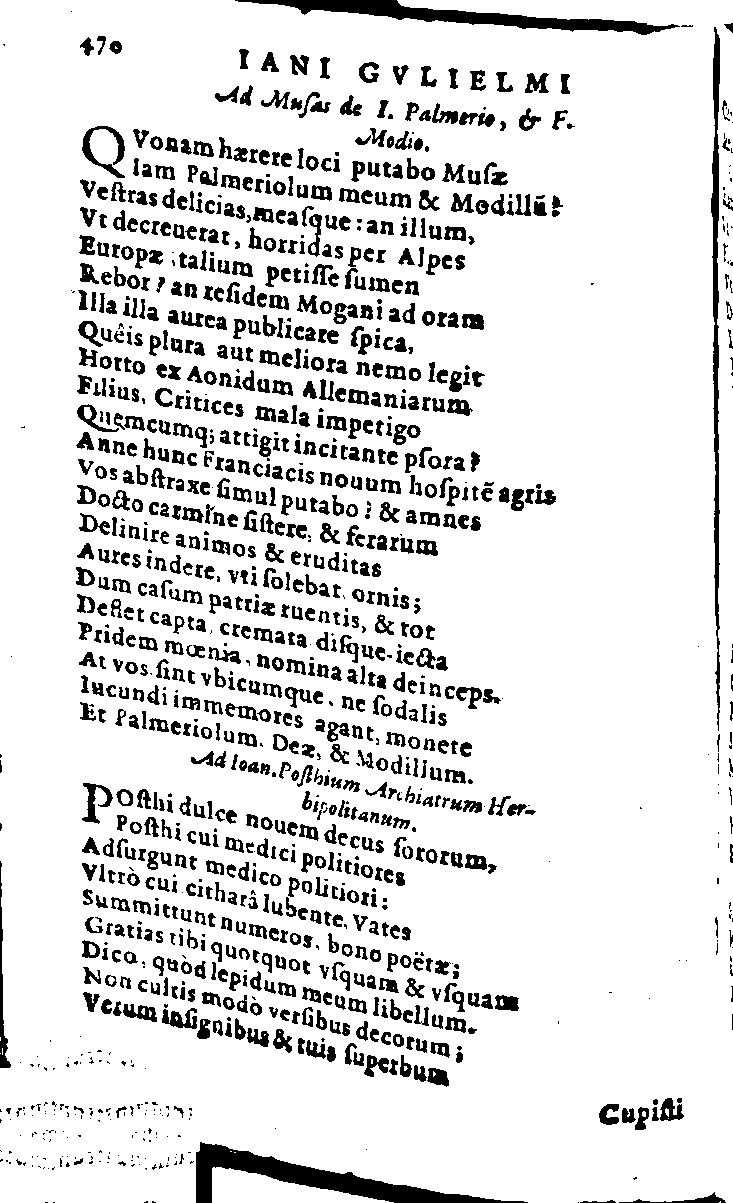 470
IANI GVLIELMI
Ad Muſas de I. Palmerio, & F.
Modio.
QVonam hærere loci putabo Muſæ
Iam Palmeriolum meum & Modillū?
Veſtras delicias, meaſque: an illum,
Vt decreuerat, horridas per Alpes
Europæ italium petiſſe ſumen
Rebor? an reſidem Mogani ad oram
Illa illa aurea publicare ſpica,
Quêis plura aut meliora nemo legit
Horto ex Aonidum Allemaniarum
Filius, Critices mala impetigo
Quemcumq; attigit incitante pſora?
Anne hunc Franciacis nouum hoſpitē agris
Vos abſtraxe ſimul putabo? & amnes
Docto carmine ſiſtere, & ferarum
Delinire animos & eruditas
Aures indere, vti ſolebat, ornis;
Dum caſum patriæ ruentis, & tot
Deflet capta, cremata diſque-iecta
Pridem mœnia, nomina alta deinceps.
At vos ſint vbicumque, ne ſodalis
Iucundi immemores agant, monete
Et Palmeriolum, Deæ, & Modillum.
Ad Ioan. Poſthium Archiatrum Her-
bipolitanum.
POſthi dulce nouem decus ſororum,
Poſthi cui medici politiores
Adſurgunt medico politiori:
Vltrò cui citharâ lubente, Vates
Summittunt numeros, bono poëtæ;
Gratias tibi quotquot vſquam & vſquam
Dico, quòd lepidum meum libellum.
Non cultis modò verſibus decorum;
Verum inſignibus & tuis ſuperbum
Cupiſti